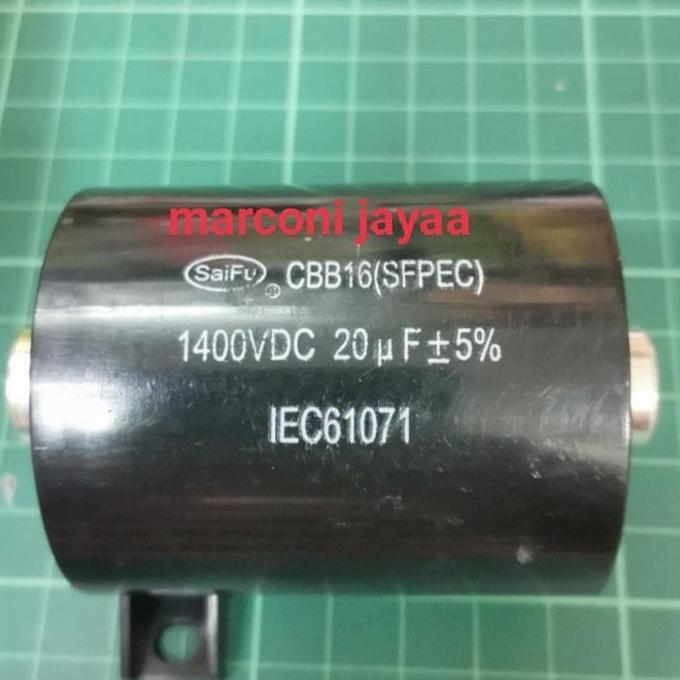 marconi jayaa
SaiFu ® CBB16(SFPEC)
1400VDC 20μF±5%
IEC61071